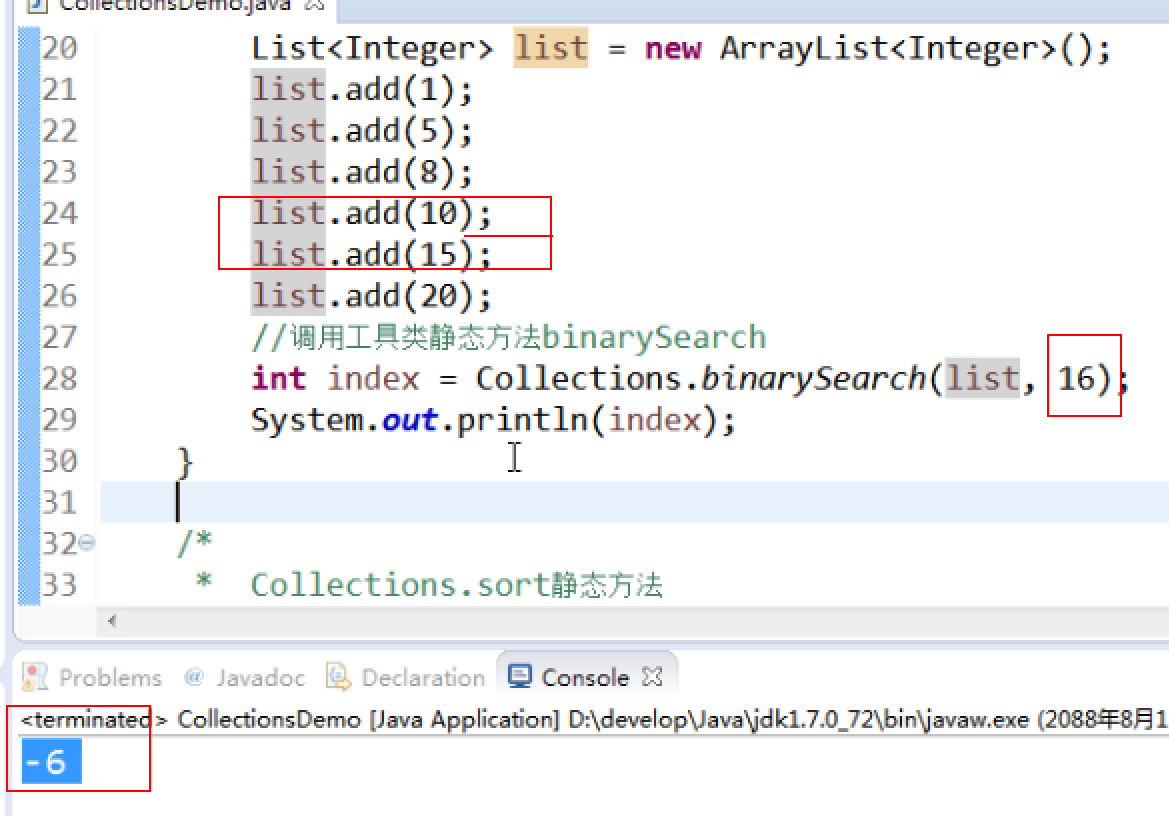 CollectionsDemo.java
20 List<Integer> list = new ArrayList<Integer>();
21 list.add(1);
22 list.add(5);
23 list.add(8);
24 list.add(10);
25 list.add(15);
26 list.add(20);
27 //调用工具类静态方法binarySearch
28 int index = Collections.binarySearch(list, 16);
29 System.out.println(index);
30 }
31
32 /*
33 * Collections.sort静态方法
Problems @ Javadoc Declaration Console
<terminated> CollectionsDemo [Java Application] D:\develop\Java\jdk1.7.0_72\bin\javaw.exe (2088年8月1
-6